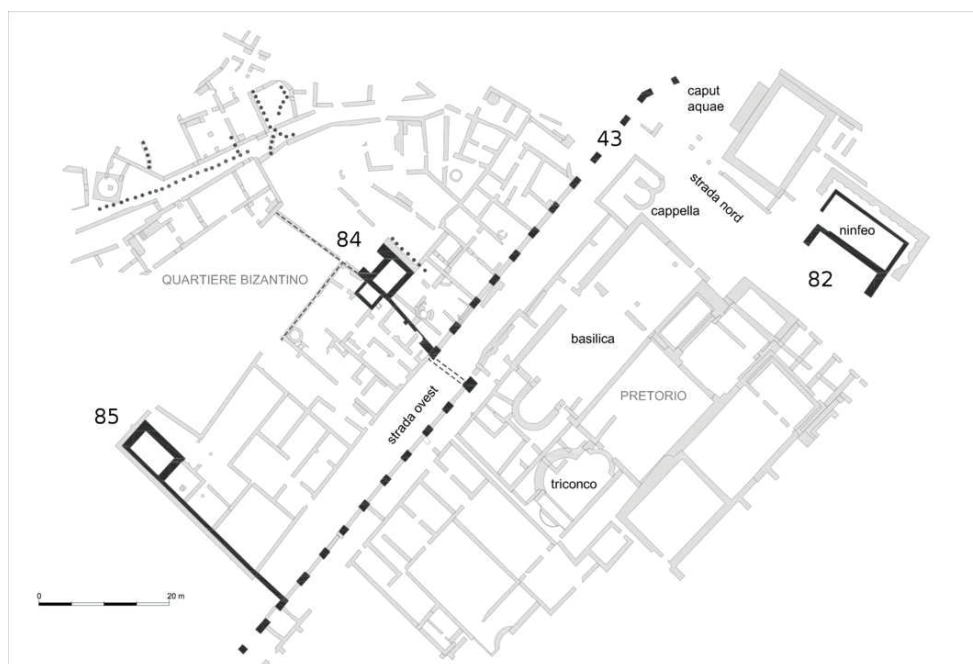 caput
aquae
43
strada nord
cappella
ninfeo
84
82
QUARTIERE BIZANTINO
basilica
PRETORIO
strada ovest
85
triconco
0
20 m